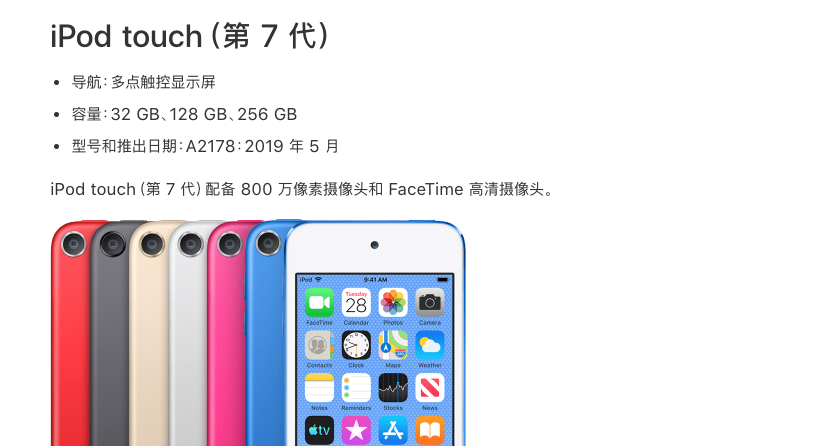 iPod touch（第 7 代）
• 导航：多点触控显示屏
• 容量：32 GB、128 GB、256 GB
• 型号和推出日期：A2178：2019 年 5 月
iPod touch（第 7 代）配备 800 万像素摄像头和 FaceTime 高清摄像头。
iPod 9:41 AM
Tuesday
28
FaceTime Calendar Photos Camera
Contacts Clock Maps Weather
Notes Reminders Stocks News
tv